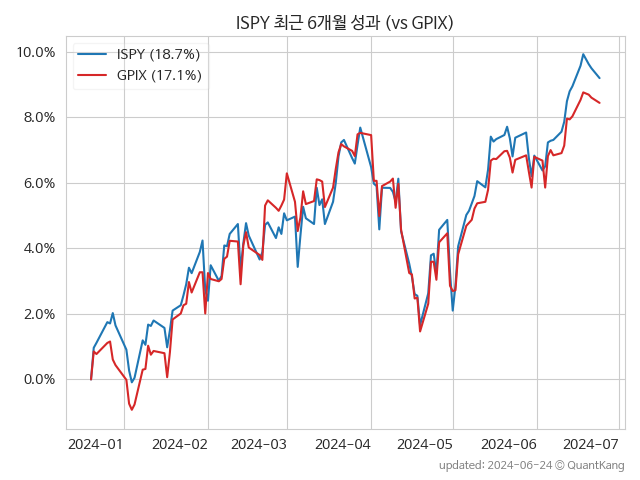 ISPY 최근 6개월 성과 (vs GPIX)
ISPY (18.7%)
GPIX (17.1%)
10.0%
8.0%
6.0%
4.0%
2.0%
0.0%
2024-01 2024-02 2024-03 2024-04 2024-05 2024-06 2024-07
updated: 2024-06-24 © QuantKang